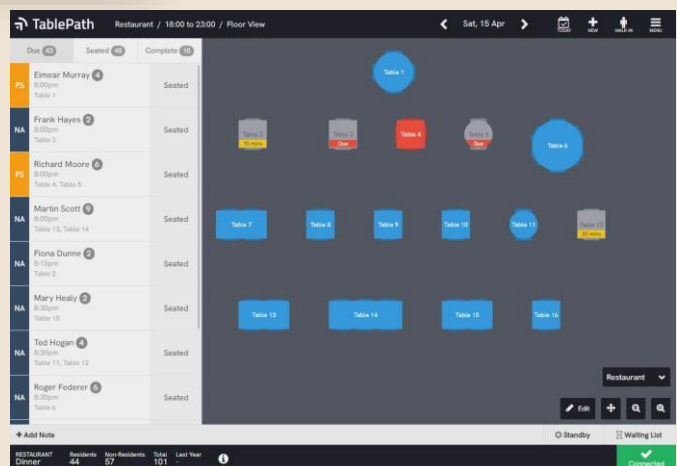 TablePath
Restaurant / 18:00 to 23:00 / Floor View
Sat, 15 Apr
TODAY
NEW
WALK-IN
MENU
Due 43
Seated 48
Complete 10
PS
Eimear Murray 4
8:00pm
Table 1
Seated
NA
Frank Hayes 2
8:00pm
Table 3
Seated
PS
Richard Moore 6
8:00pm
Table 4, Table 5
Seated
NA
Martin Scott 9
8:00pm
Table 13, Table 14
Seated
NA
Fiona Dunne 2
8:15pm
Table 2
Seated
NA
Mary Healy 2
8:30pm
Table 10
Seated
NA
Ted Hogan 4
8:30pm
Table 11, Table 12
Seated
NA
Roger Federer 6
8:30pm
Table 6
Seated
Table 1
Table 2
15 mins
Table 3
Due
Table 4
Table 5
Due
Table 6
Table 7
Table 8
Table 9
Table 10
Table 11
Table 12
30 mins
Table 13
Table 14
Table 15
Table 16
Restaurant
Edit
+ Add Note
Standby
Waiting List
RESTAURANT
Dinner
Residents
44
Non-Residents
57
Total
101
Last Year
-
Connected